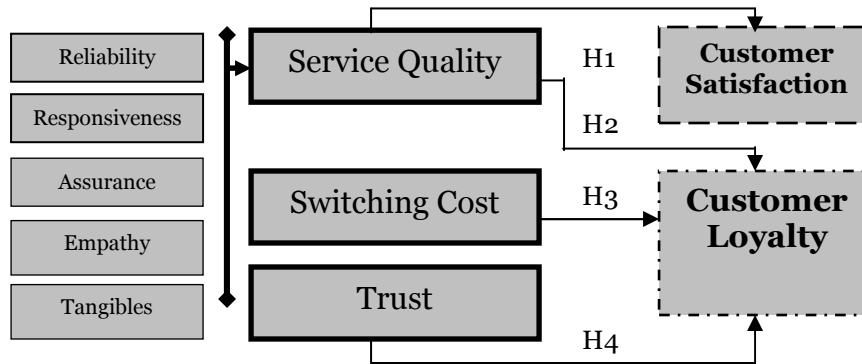 Reliability
Responsiveness
Assurance
Empathy
Tangibles
Service Quality
Switching Cost
Trust
H1
H2
H3
H4
Customer
Satisfaction
Customer
Loyalty